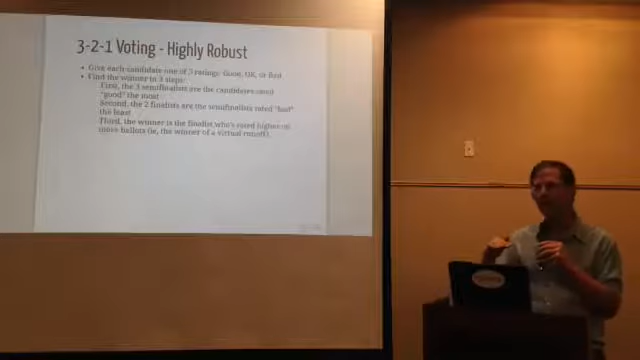 3-2-1 Voting - Highly Robust
• Give each candidate one of 3 ratings: Good, OK, or Bad
• Find the winner in 3 steps:
First, the 3 semifinalists are the candidates rated
"good" the most
Second, the 2 finalists are the semifinalists rated "bad"
the least
Third, the winner is the finalist who's rated higher on
more ballots (ie, the winner of a virtual runoff).